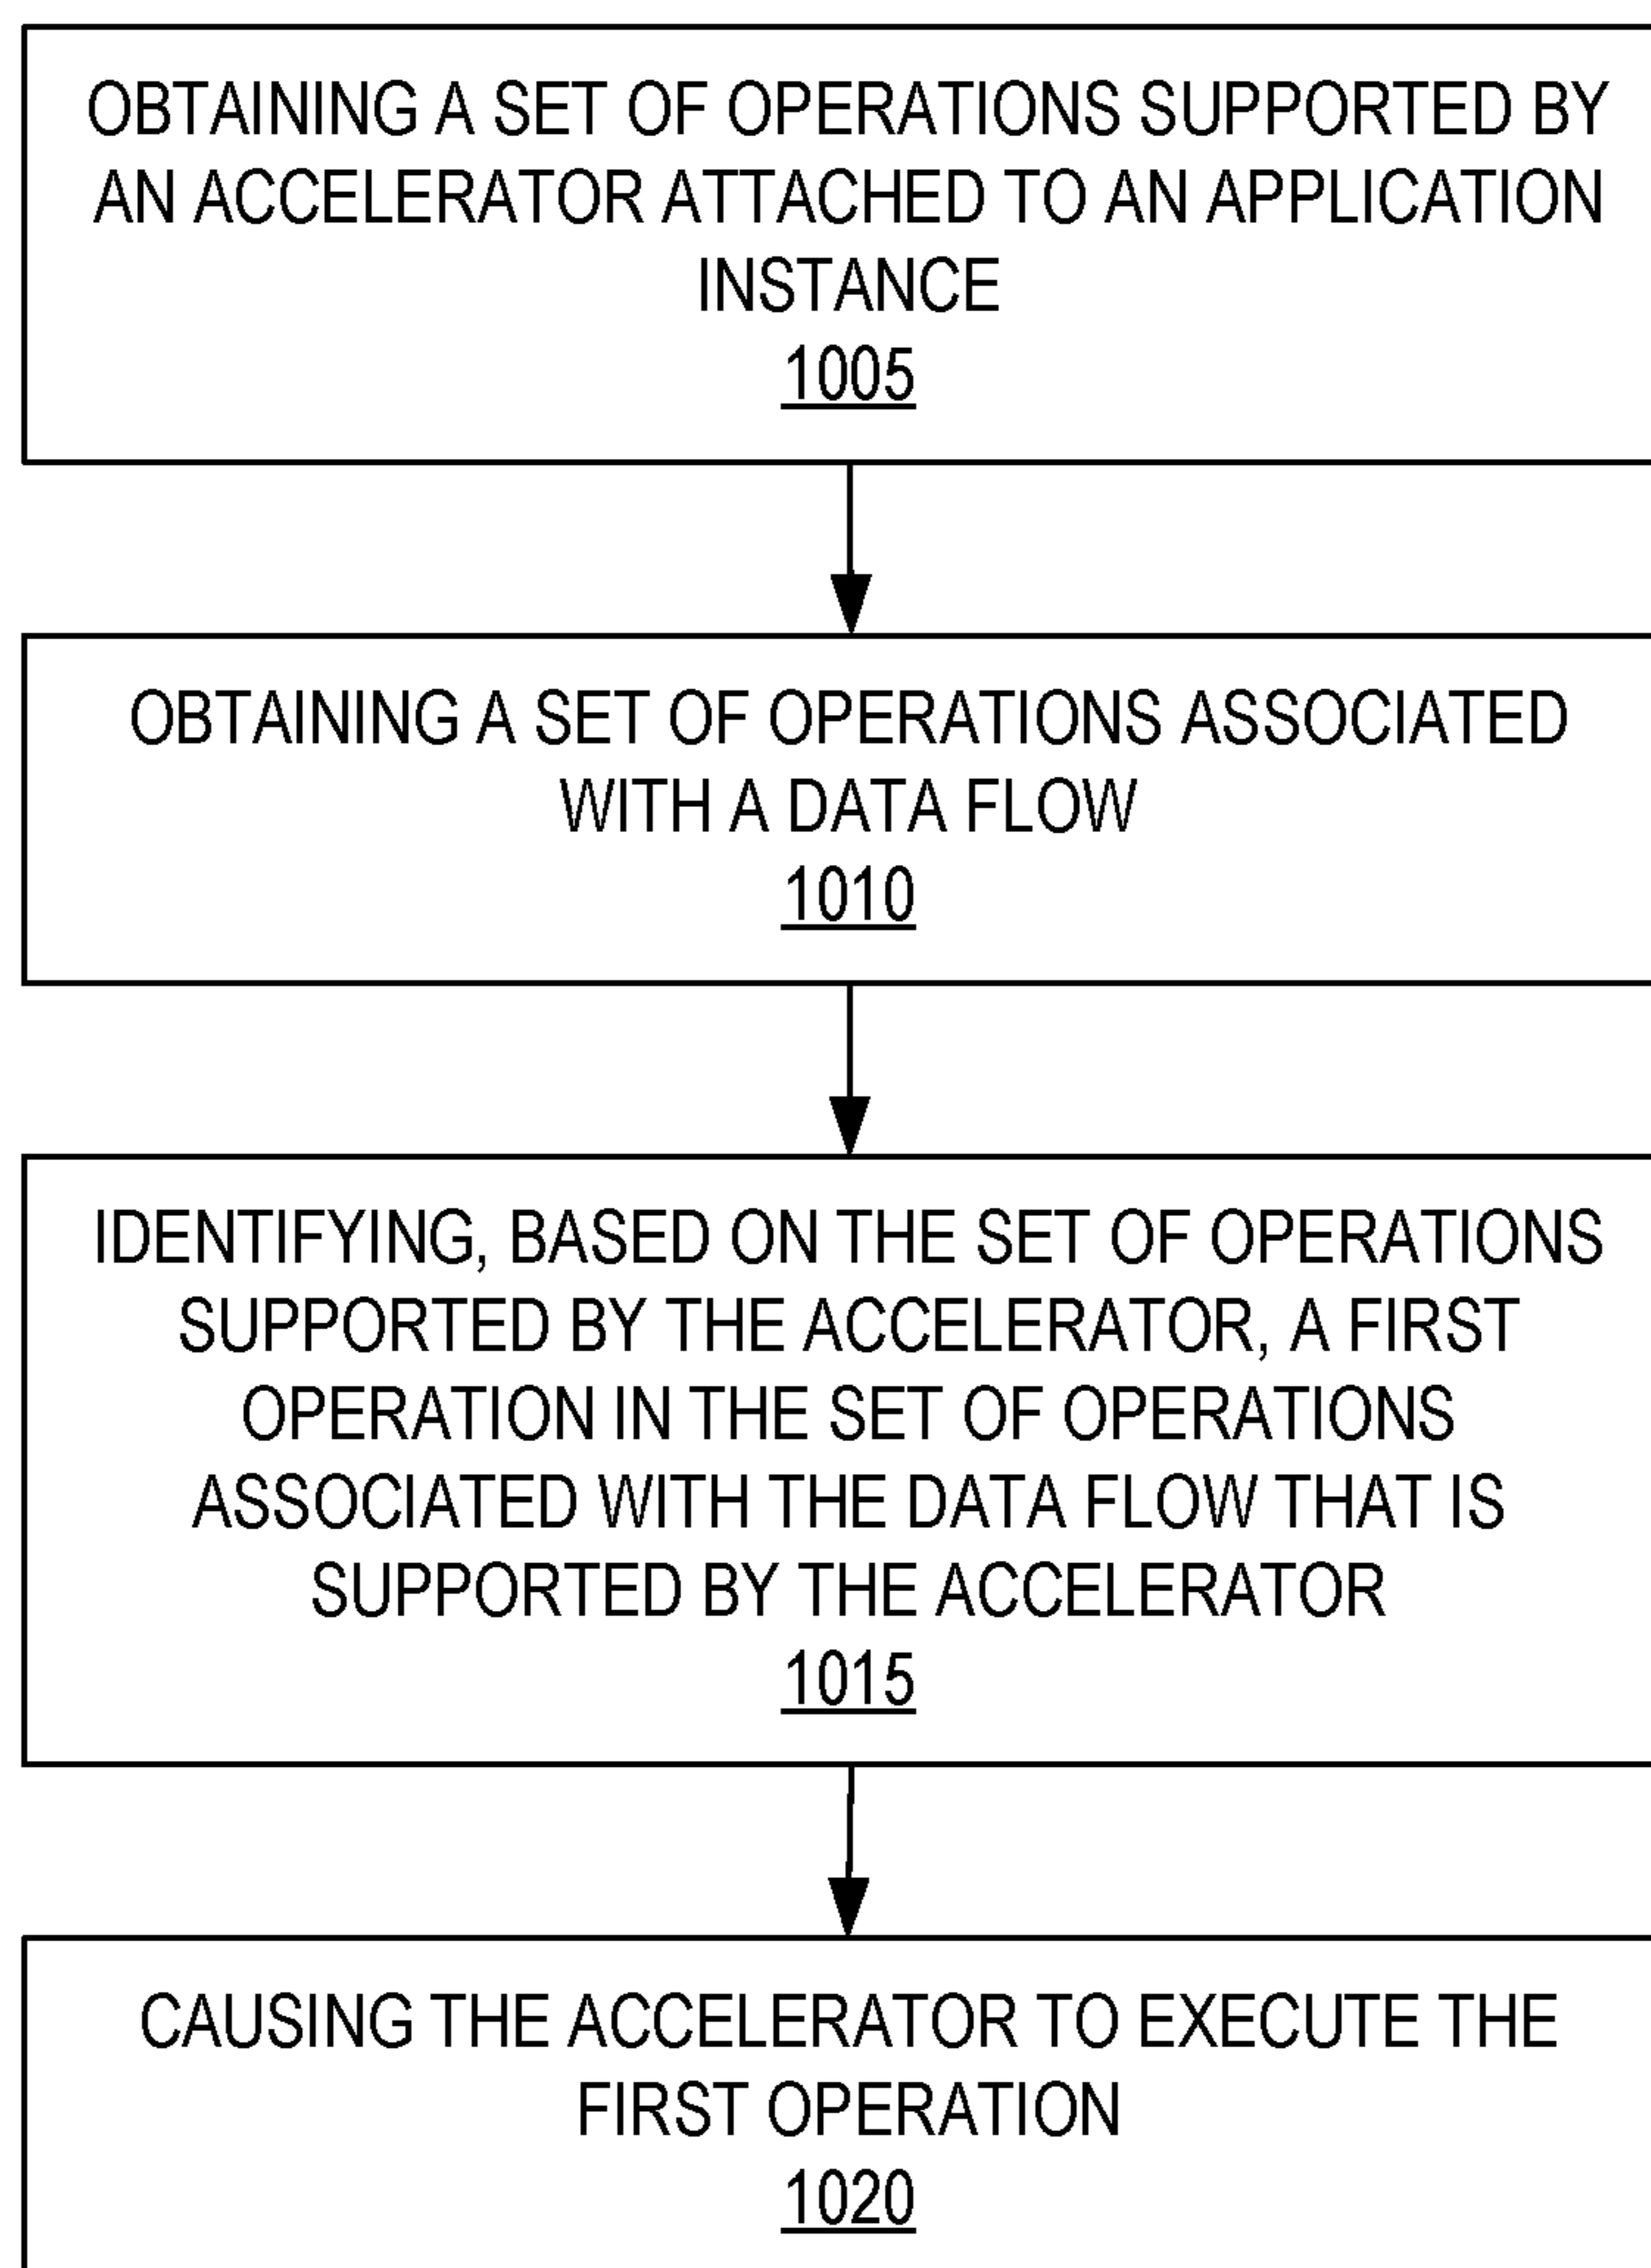 OBTAINING A SET OF OPERATIONS SUPPORTED BY
AN ACCELERATOR ATTACHED TO AN APPLICATION
INSTANCE
1005
OBTAINING A SET OF OPERATIONS ASSOCIATED
WITH A DATA FLOW
1010
IDENTIFYING, BASED ON THE SET OF OPERATIONS
SUPPORTED BY THE ACCELERATOR, A FIRST
OPERATION IN THE SET OF OPERATIONS
ASSOCIATED WITH THE DATA FLOW THAT IS
SUPPORTED BY THE ACCELERATOR
1015
CAUSING THE ACCELERATOR TO EXECUTE THE
FIRST OPERATION
1020